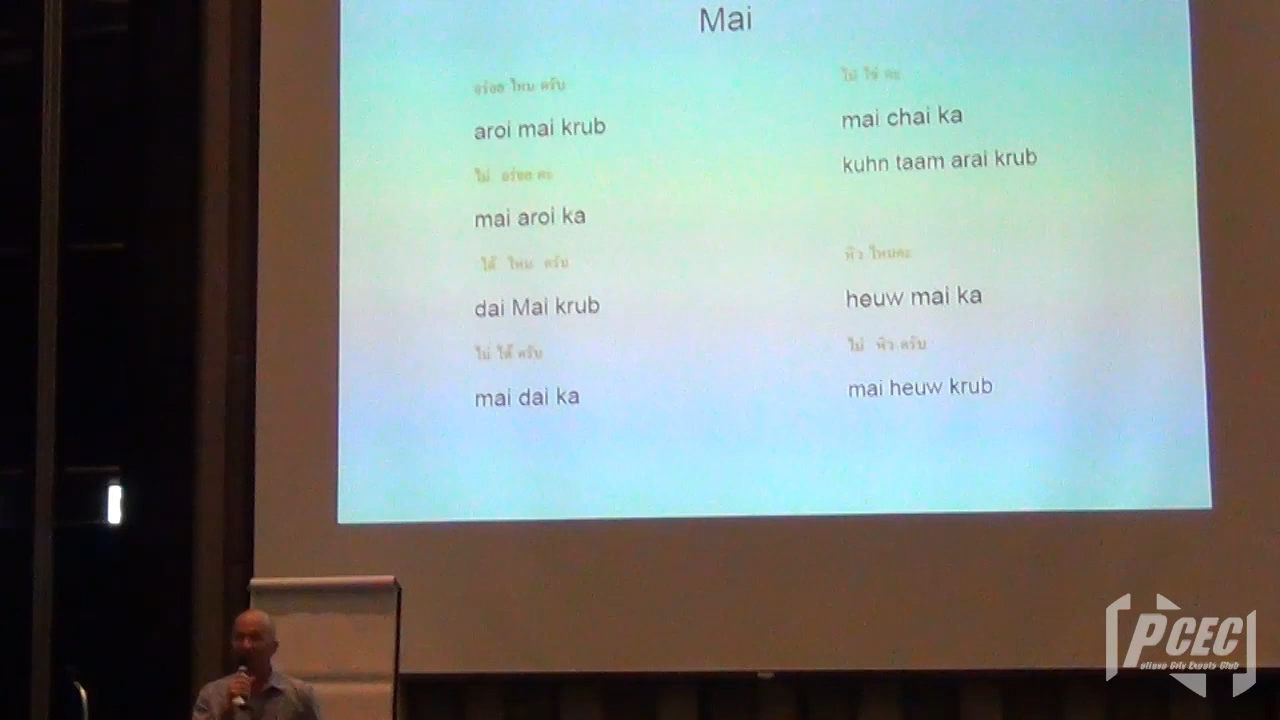 Mai
อร่อย ไหม ครับ
aroi mai krub
ไม่ อร่อย คะ
mai aroi ka
ได้ ไหม ครับ
dai Mai krub
ไม่ ได้ ครับ
mai dai ka
ไม่ ใช่ คะ
mai chai ka
kuhn taam arai krub
หิว ไหมคะ
heuw mai ka
ไม่ หิว ครับ
mai heuw krub
PCEC
Pattaya City Expats Club